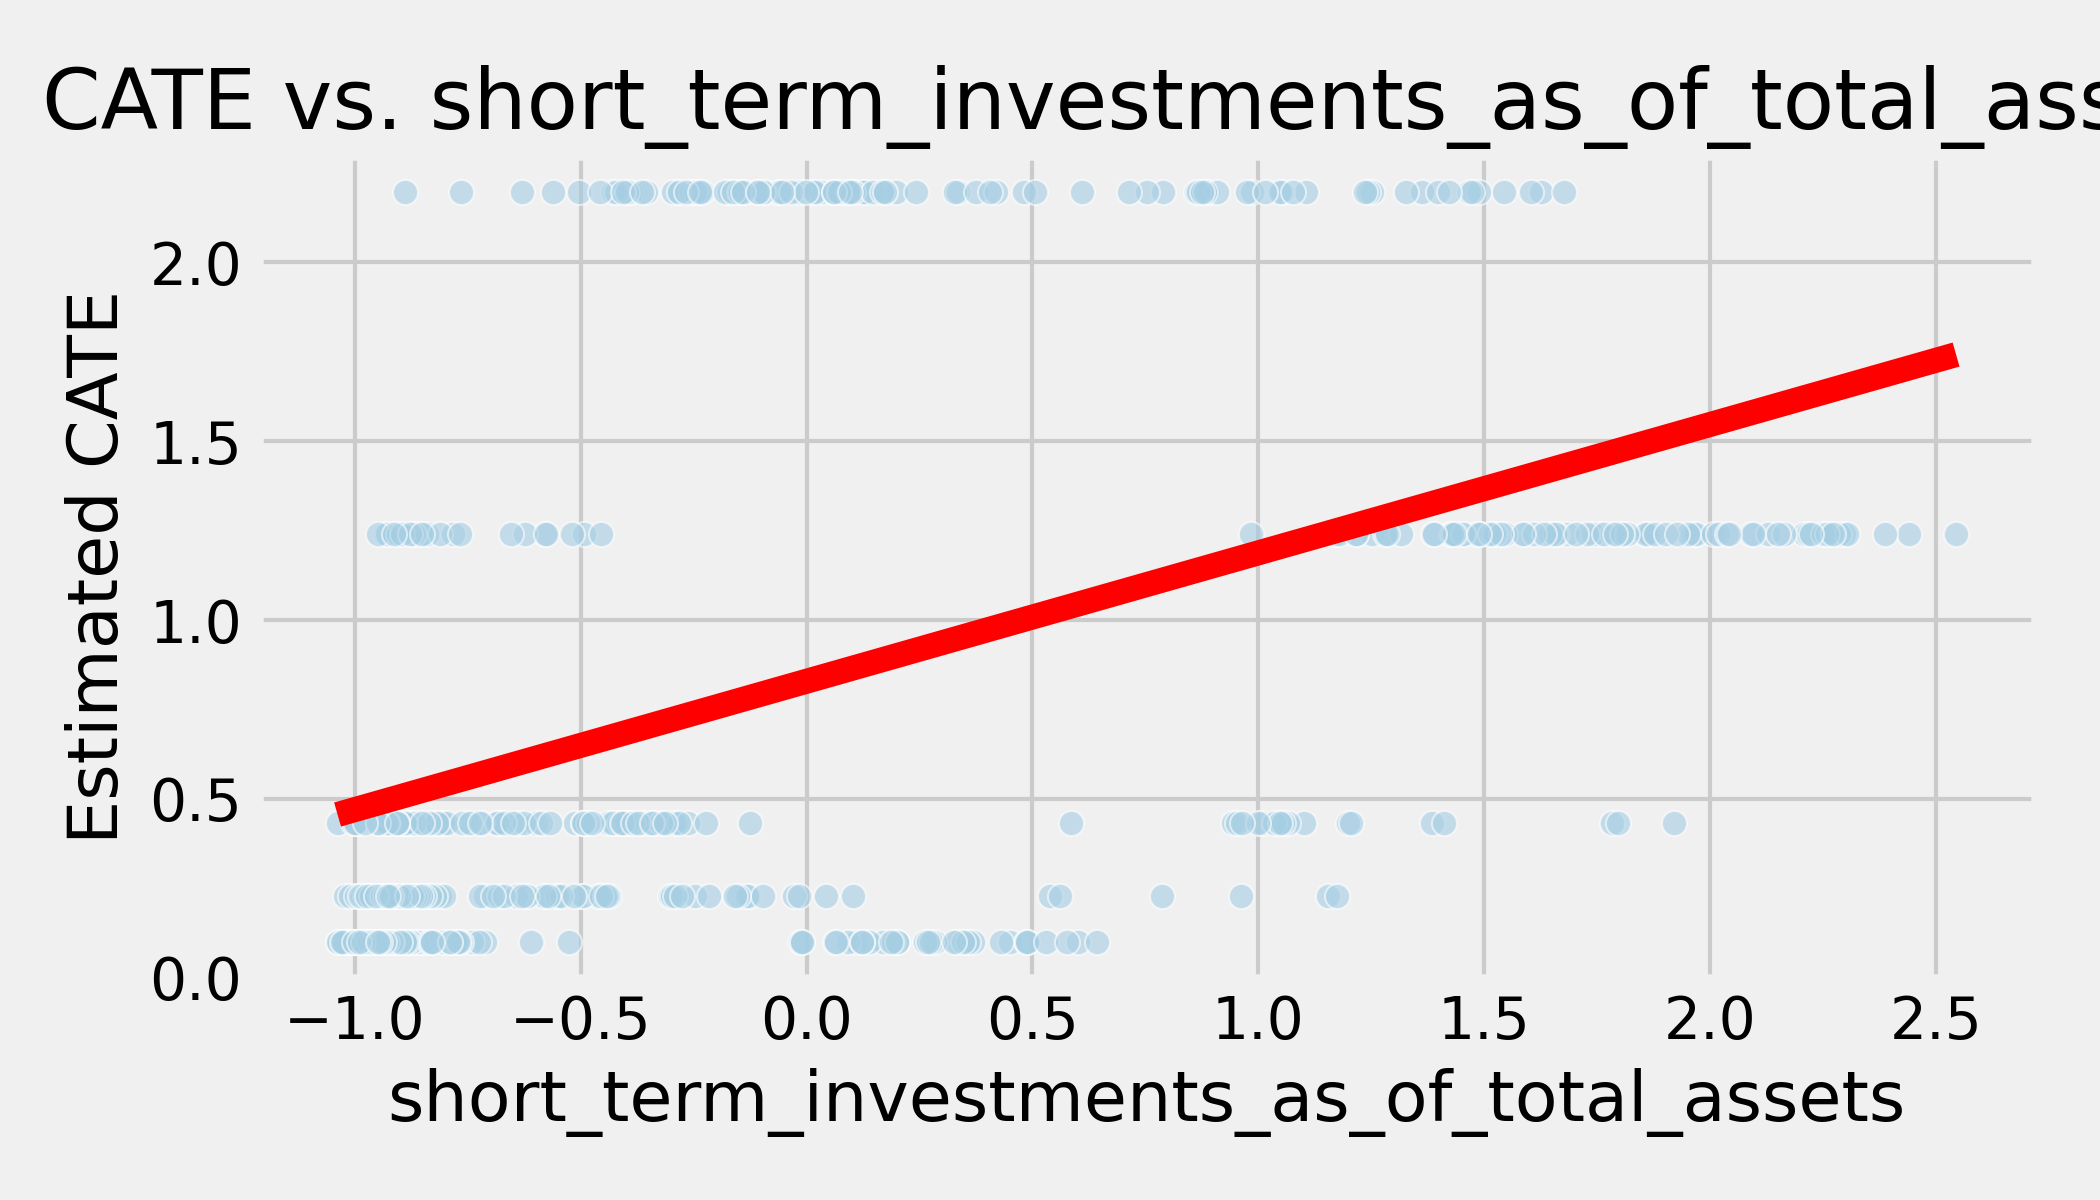 CATE vs. short_term_investments_as_of_total_ass
Estimated CATE
2.0
1.5
1.0
0.5
0.0
−1.0 −0.5 0.0 0.5 1.0 1.5 2.0 2.5
short_term_investments_as_of_total_assets